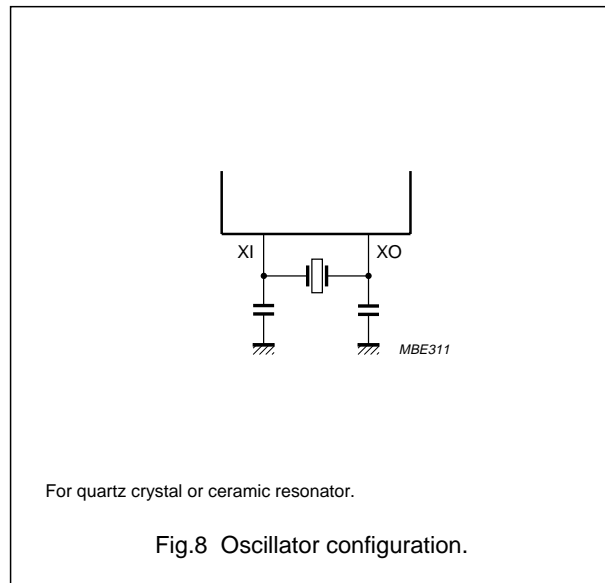 XI XO
MBE311
For quartz crystal or ceramic resonator.
Fig.8 Oscillator configuration.